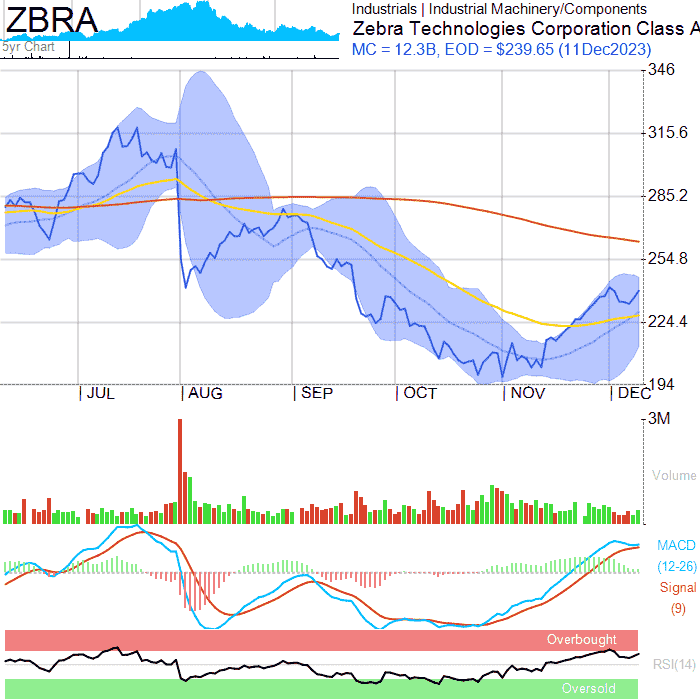 ZBRA
5yr Chart
Industrials | Industrial Machinery/Components
Zebra Technologies Corporation Class A
MC = 12.3B, EOD = $239.65 (11Dec2023)
346
315.6
285.2
254.8
224.4
194
JUL AUG SEP OCT NOV DEC
3M
Volume
MACD
(12-26)
Signal
(9)
Overbought
RSI(14)
Oversold